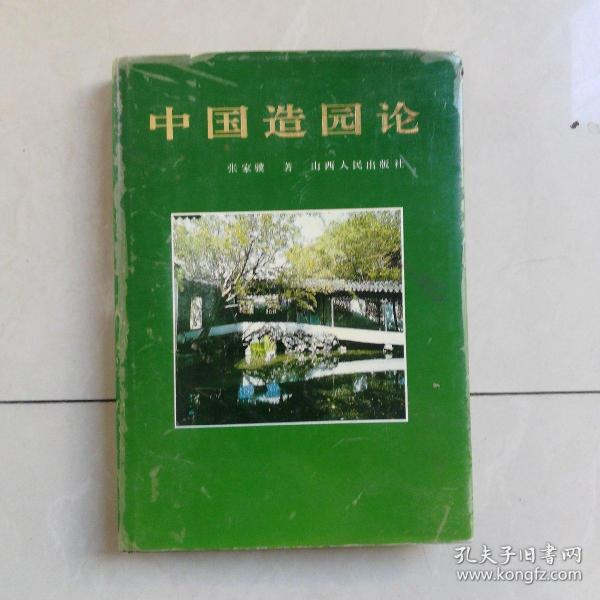 中国造园论
张家骥 著 山西人民出版社
孔夫子旧書网
www.kongfz.com